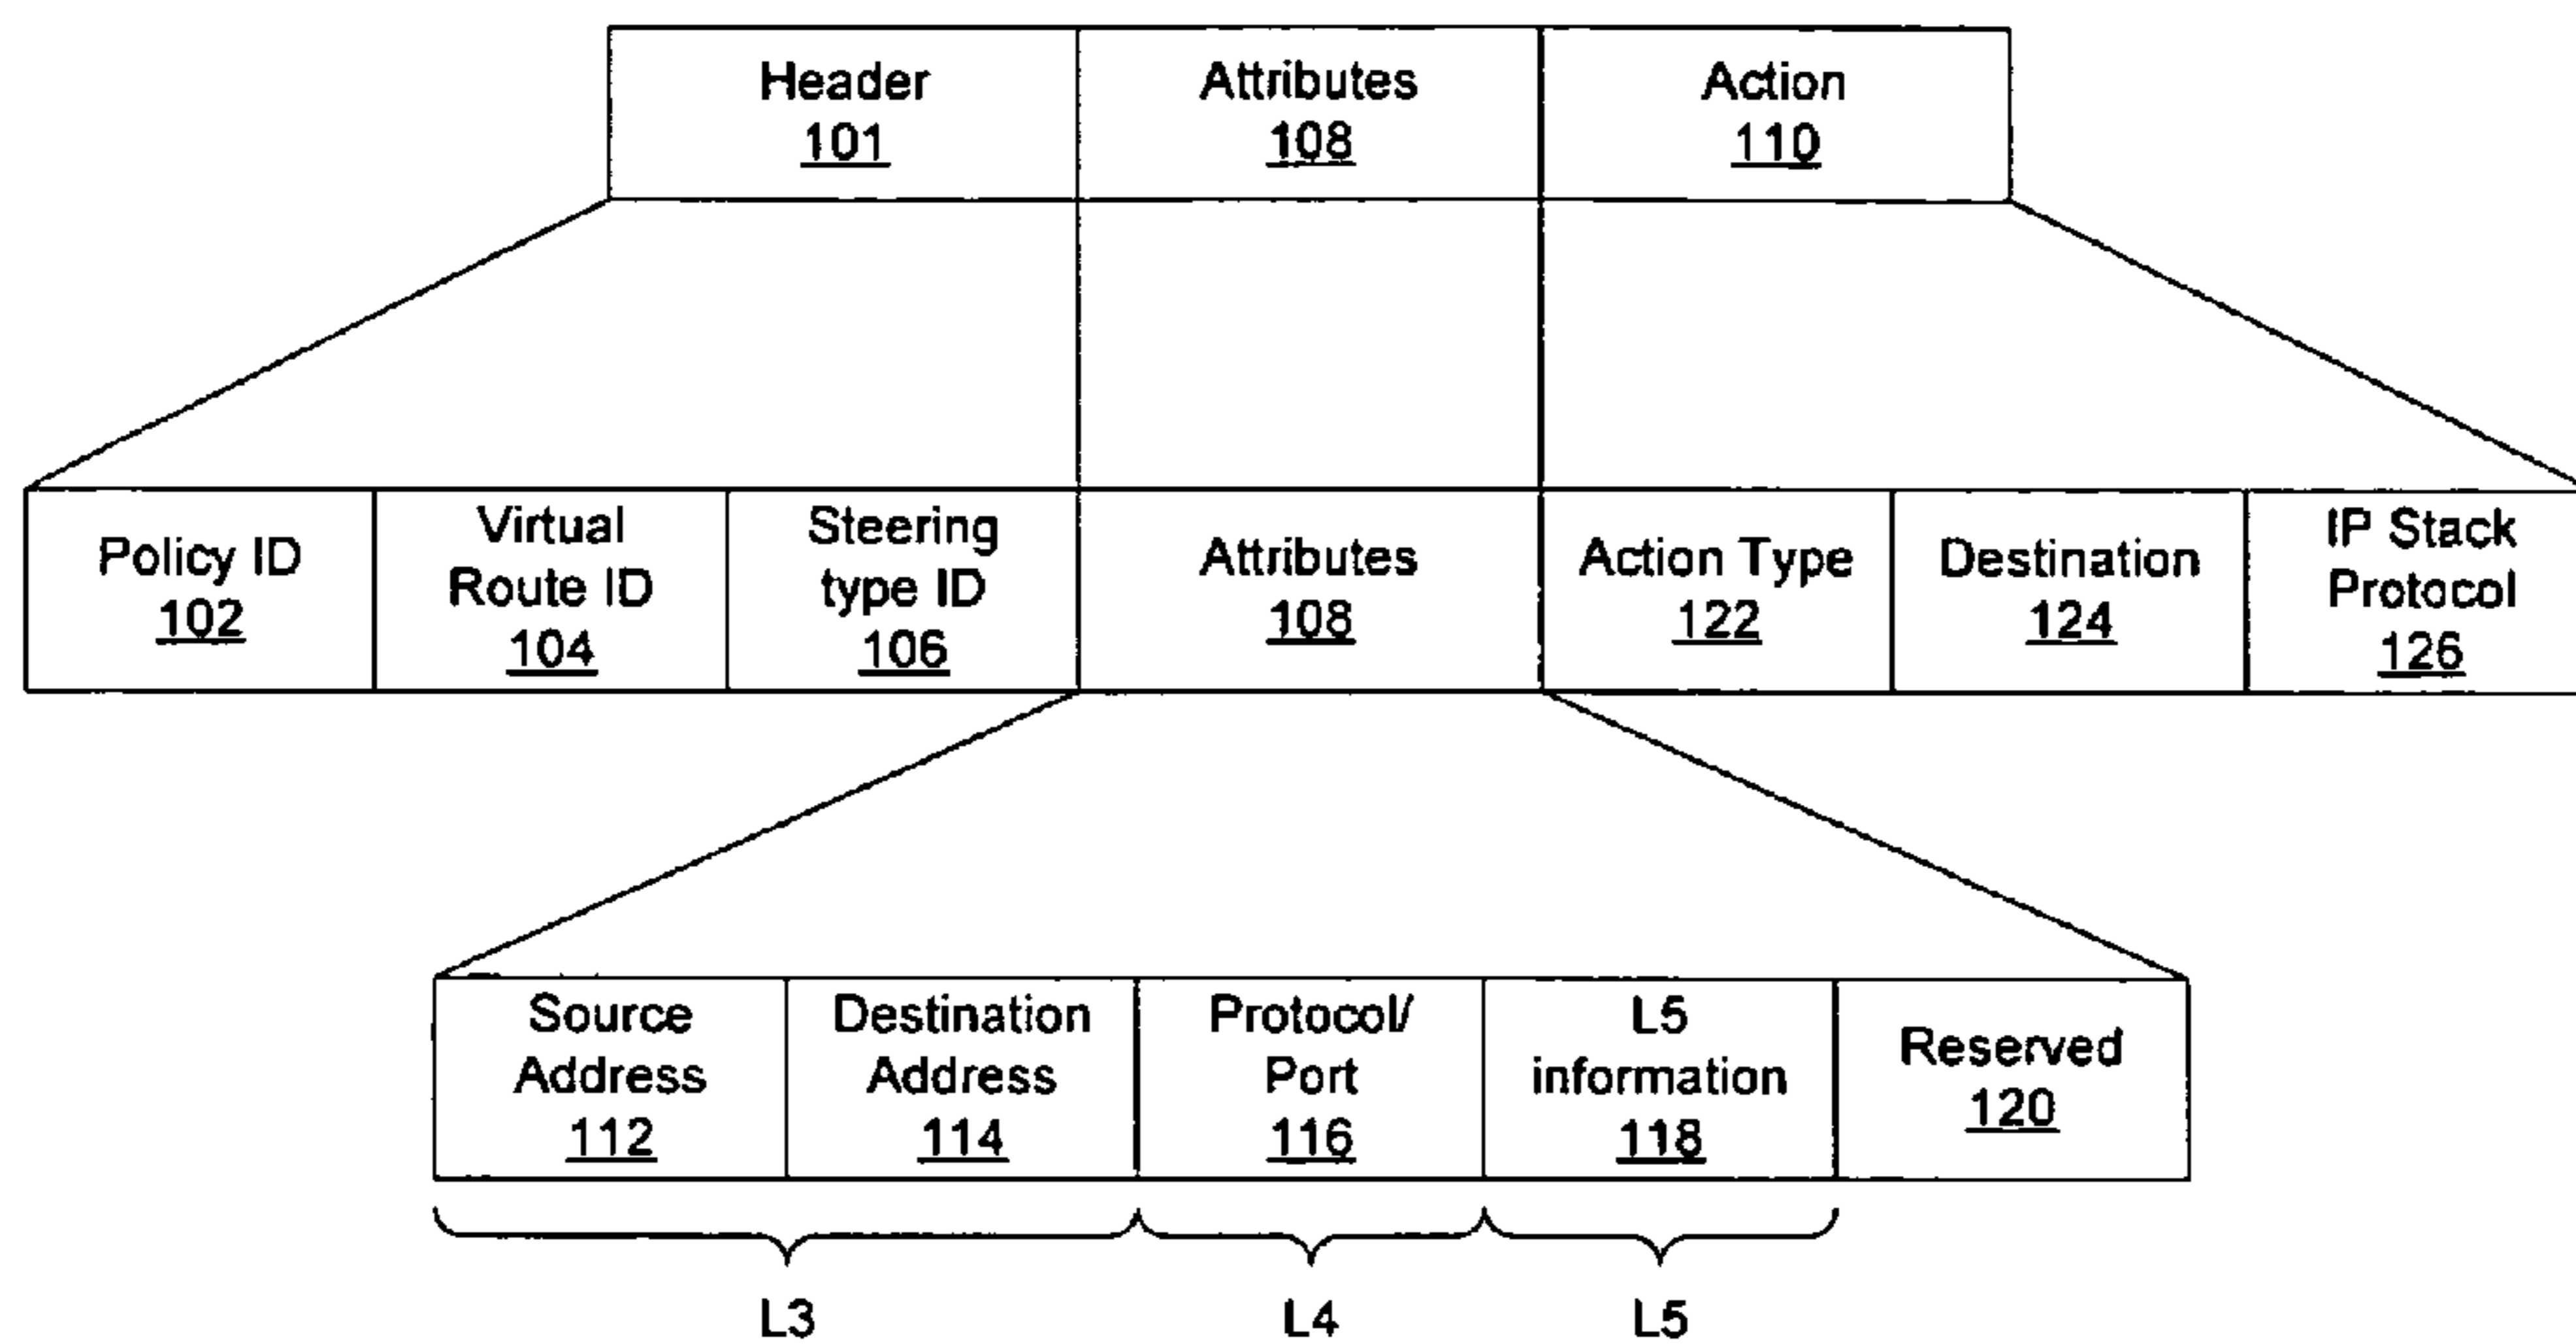 Header
101
Attributes
108
Action
110
Policy ID
102
Virtual
Route ID
104
Steering
type ID
106
Attributes
108
Action Type
122
Destination
124
IP Stack
Protocol
126
Source
Address
112
Destination
Address
114
Protocol/
Port
116
L5
information
118
Reserved
120
L3
L4
L5